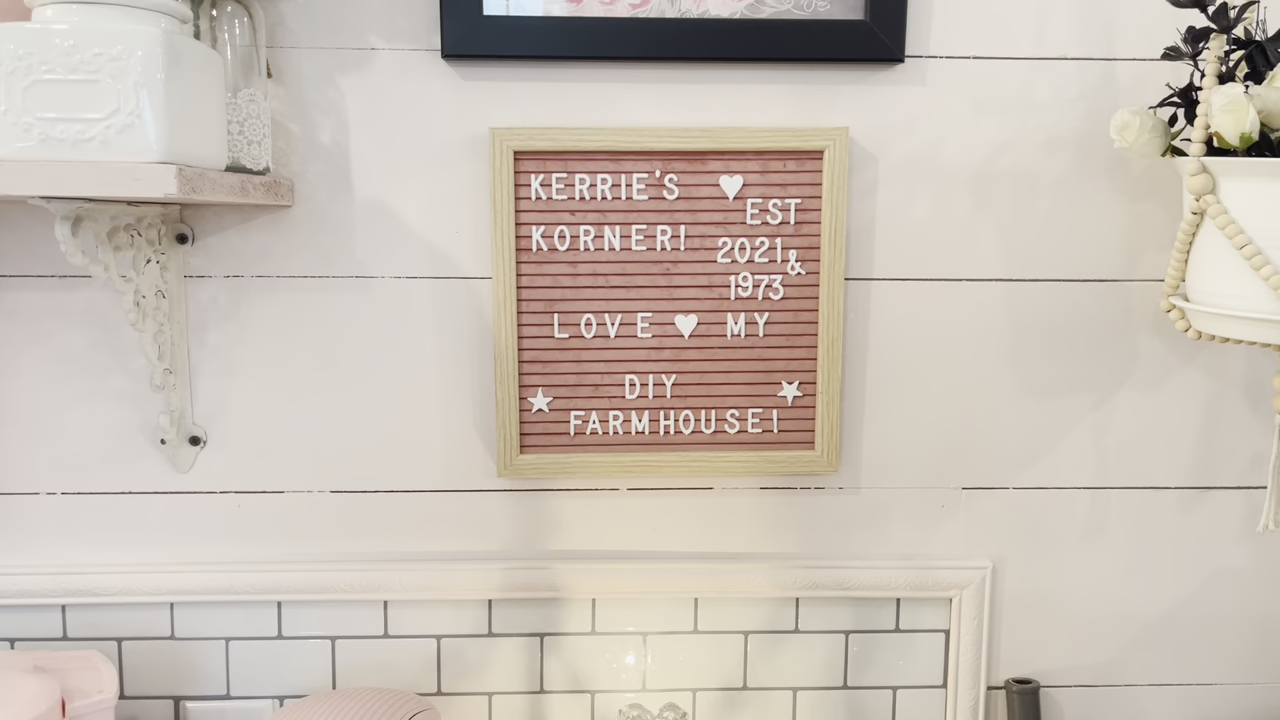 KERRIE'S ♥
EST
KORNER!
2021 &
1973
LOVE ♥ MY
DIY
FARMHOUSE!